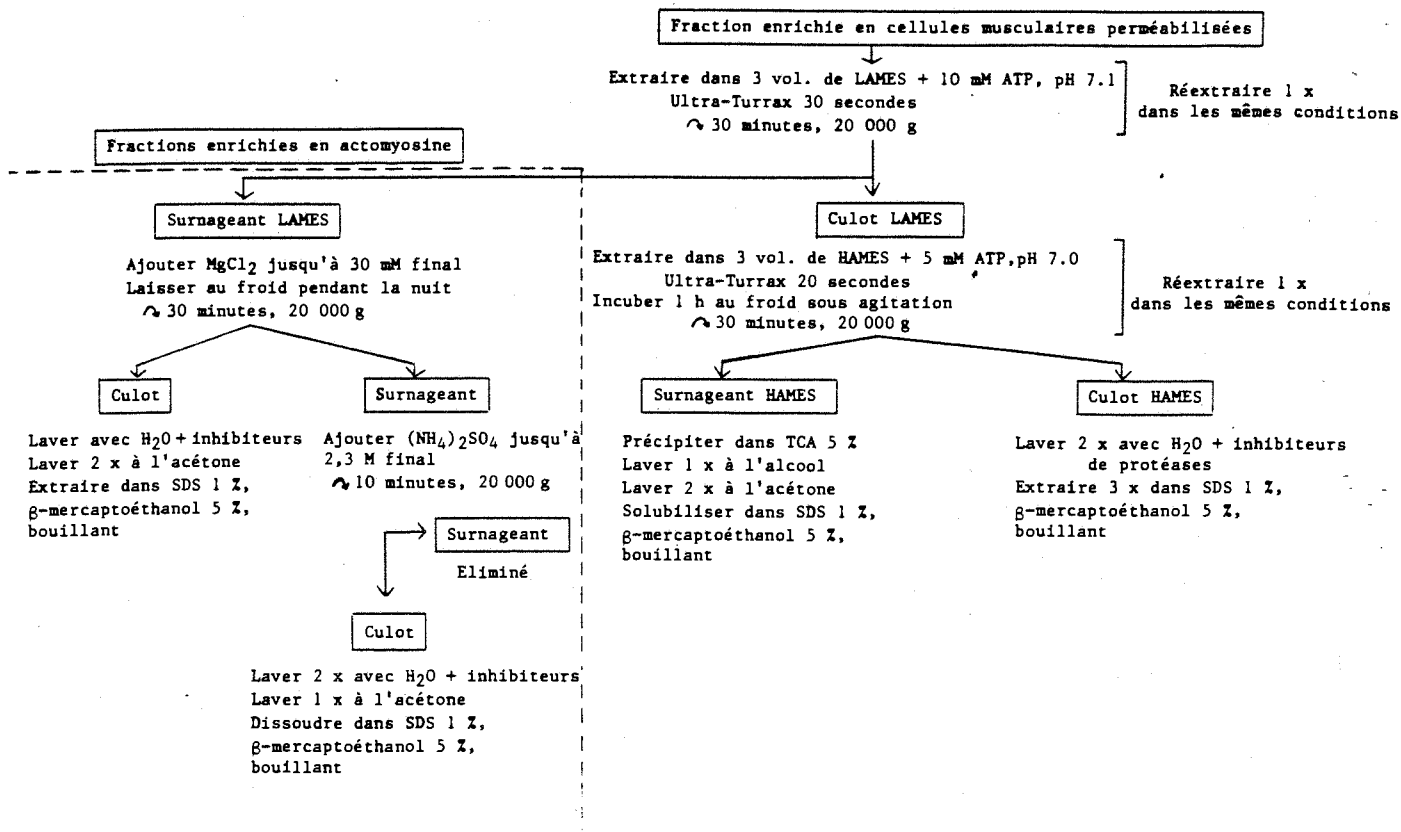 Fraction enrichie en cellules musculaires perméabilisées
Extraire dans 3 vol. de LAMES + 10 mM ATP, pH 7.1
Ultra-Turrax 30 secondes
30 minutes, 20 000 g
Réextraire 1 x
dans les mêmes conditions
Fractions enrichies en actomyosine
Surnageant LAMES
Ajouter MgCl2 jusqu'à 30 mM final
Laisser au froid pendant la nuit
30 minutes, 20 000 g
Culot LAMES
Extraire dans 3 vol. de HAMES + 5 mM ATP,pH 7.0
Ultra-Turrax 20 secondes
Incuber 1 h au froid sous agitation
30 minutes, 20 000 g
Réextraire 1 x
dans les mêmes conditions
Culot
Laver avec H2O + inhibiteurs
Laver 2 x à l'acétone
Extraire dans SDS 1 %,
β-mercaptoéthanol 5 %,
bouillant
Surnageant
Ajouter (NH4)2SO4 jusqu'à
2,3 M final
10 minutes, 20 000 g
Surnageant
Eliminé
Culot
Laver 2 x avec H2O + inhibiteurs
Laver 1 x à l'acétone
Dissoudre dans SDS 1 %,
β-mercaptoéthanol 5 %,
bouillant
Surnageant HAMES
Précipiter dans TCA 5 %
Laver 1 x à l'alcool
Laver 2 x à l'acétone
Solubiliser dans SDS 1 %,
β-mercaptoéthanol 5 %,
bouillant
Culot HAMES
Laver 2 x avec H2O + inhibiteurs
de protéases
Extraire 3 x dans SDS 1 %,
β-mercaptoéthanol 5 %,
bouillant